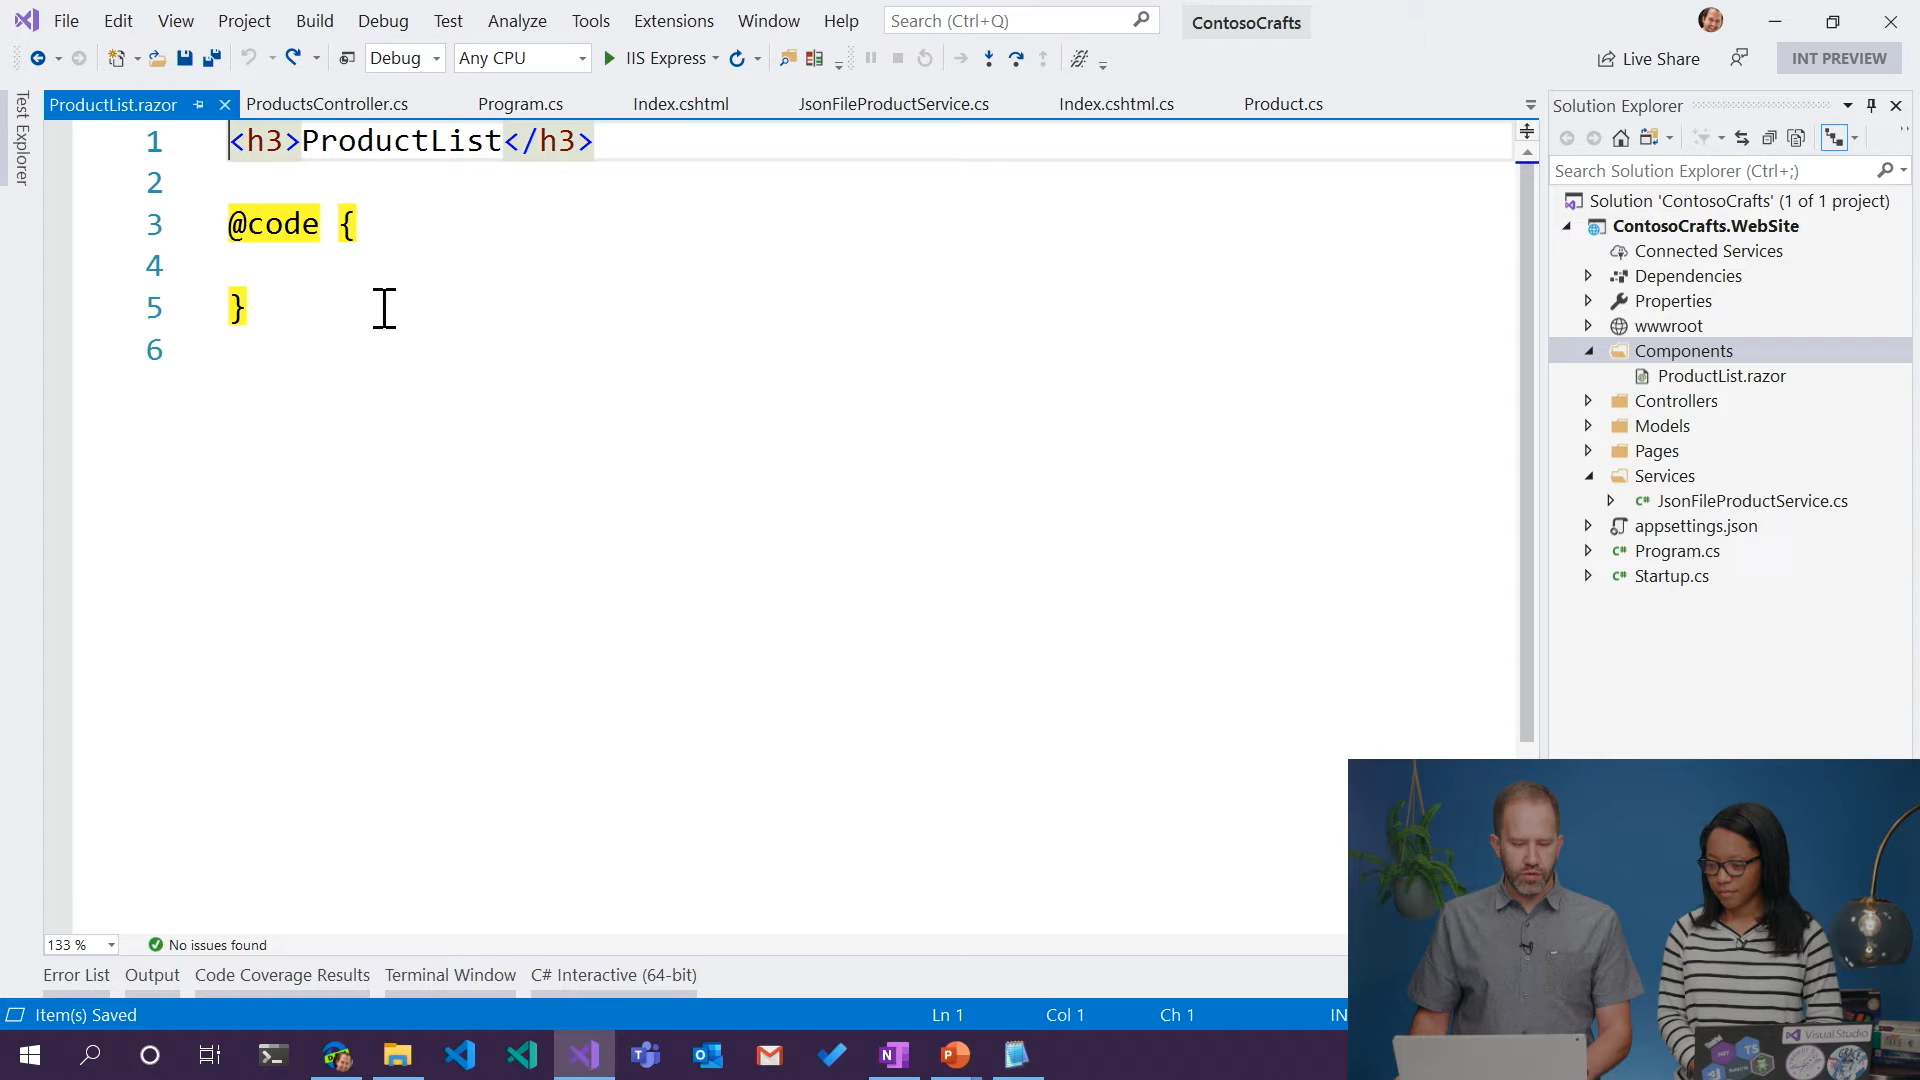 File Edit View Project Build Debug Test Analyze Tools Extensions Window Help Search (Ctrl+Q) ContosoCrafts
Debug Any CPU IIS Express Live Share INT PREVIEW
Test Explorer
ProductList.razor ProductsController.cs Program.cs Index.cshtml JsonFileProductService.cs Index.cshtml.cs Product.cs
1 <h3>ProductList</h3>
2
3 @code {
4
5 }
6
Solution Explorer
Search Solution Explorer (Ctrl+;)
Solution 'ContosoCrafts' (1 of 1 project)
ContosoCrafts.WebSite
Connected Services
Dependencies
Properties
wwwroot
Components
ProductList.razor
Controllers
Models
Pages
Services
C# JsonFileProductService.cs
appsettings.json
C# Program.cs
C# Startup.cs
133 % No issues found
Error List Output Code Coverage Results Terminal Window C# Interactive (64-bit)
Item(s) Saved Ln 1 Col 1 Ch 1 IN
Visual Studio